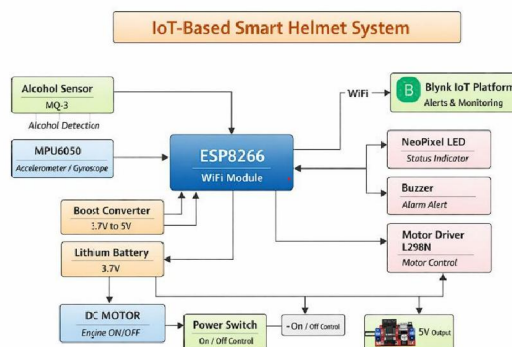 IoT-Based Smart Helmet System
Alcohol Sensor
MQ-3
Alcohol Detection
MPU6050
Accelerometer / Gyroscope
ESP8266
WiFi Module
WiFi
B
Blynk IoT Platform
Alerts & Monitoring
NeoPixel LED
Status Indicator
Buzzer
Alarm Alert
Boost Converter
3.7V to 5V
Lithium Battery
3.7V
Motor Driver
L298N
Motor Control
DC MOTOR
Engine ON/OFF
Power Switch
On / Off Control
-On / Off Control
5V Output